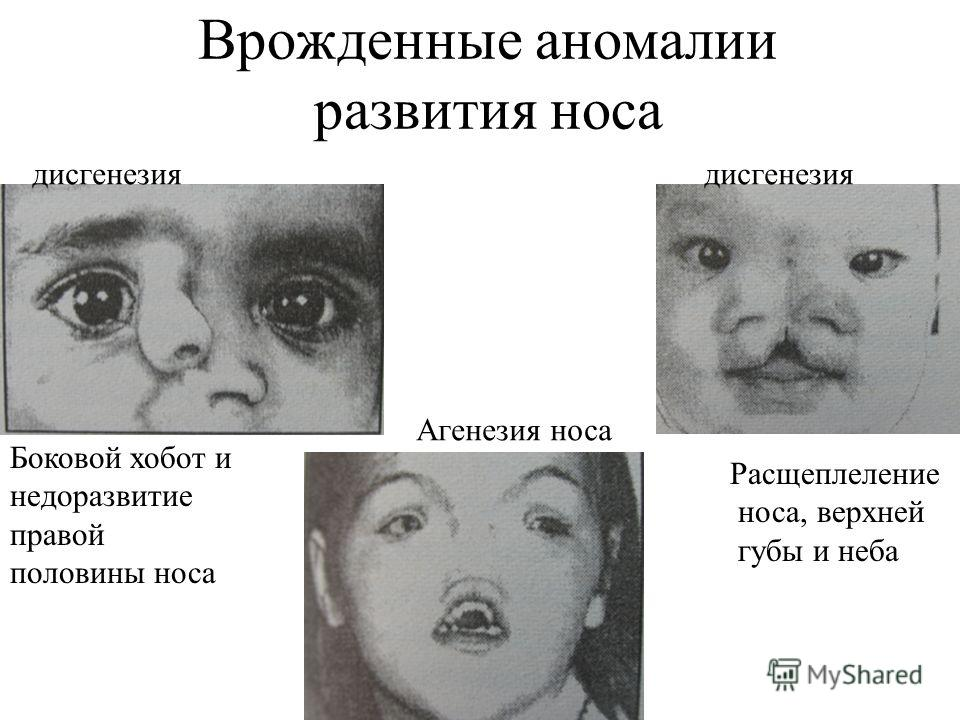 Врожденные аномалии
развития носа
дисгенезия
дисгенезия
Агенезия носа
Боковой хобот и
недоразвитие
правой
половины носа
Расщеплеление
носа, верхней
губы и неба
MyShared